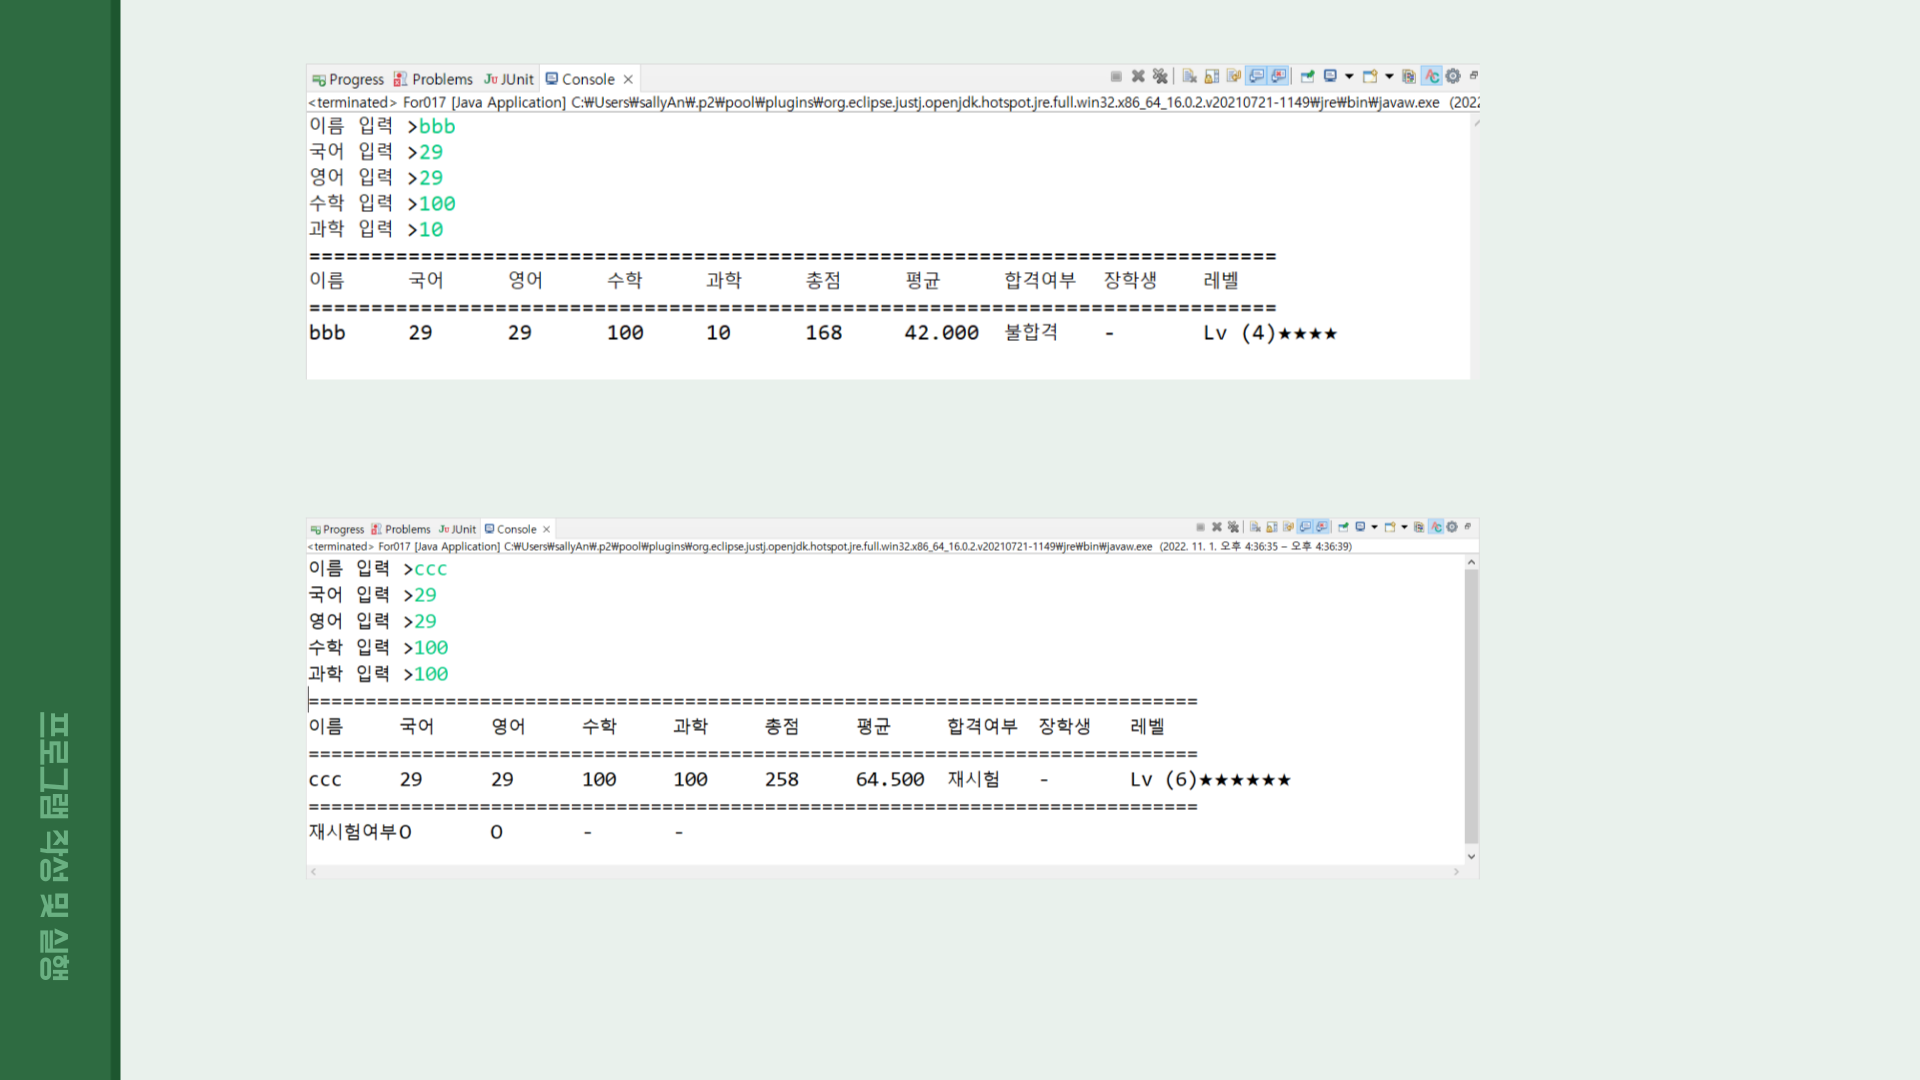 Progress Problems JUnit Console
<terminated> For017 [Java Application] C:₩Users₩sallyAn₩.p2₩pool₩plugins₩org.eclipse.justj.openjdk.hotspot.jre.full.win32.x86_64_16.0.2.v20210721-1149₩jre₩bin₩javaw.exe (2022
이름 입력 >bbb
국어 입력 >29
영어 입력 >29
수학 입력 >100
과학 입력 >10
==============================================================================
이름 국어 영어 수학 과학 총점 평균 합격여부 장학생 레벨
==============================================================================
bbb 29 29 100 10 168 42.000 불합격 - Lv (4)★★★★
Progress Problems JUnit Console
<terminated> For017 [Java Application] C:₩Users₩sallyAn₩.p2₩pool₩plugins₩org.eclipse.justj.openjdk.hotspot.jre.full.win32.x86_64_16.0.2.v20210721-1149₩jre₩bin₩javaw.exe (2022. 11. 1. 오후 4:36:35 – 오후 4:36:39)
이름 입력 >ccc
국어 입력 >29
영어 입력 >29
수학 입력 >100
과학 입력 >100
==============================================================================
이름 국어 영어 수학 과학 총점 평균 합격여부 장학생 레벨
==============================================================================
ccc 29 29 100 100 258 64.500 재시험 - Lv (6)★★★★★★
==============================================================================
재시험여부O O - -
프로그램 작성 및 실행